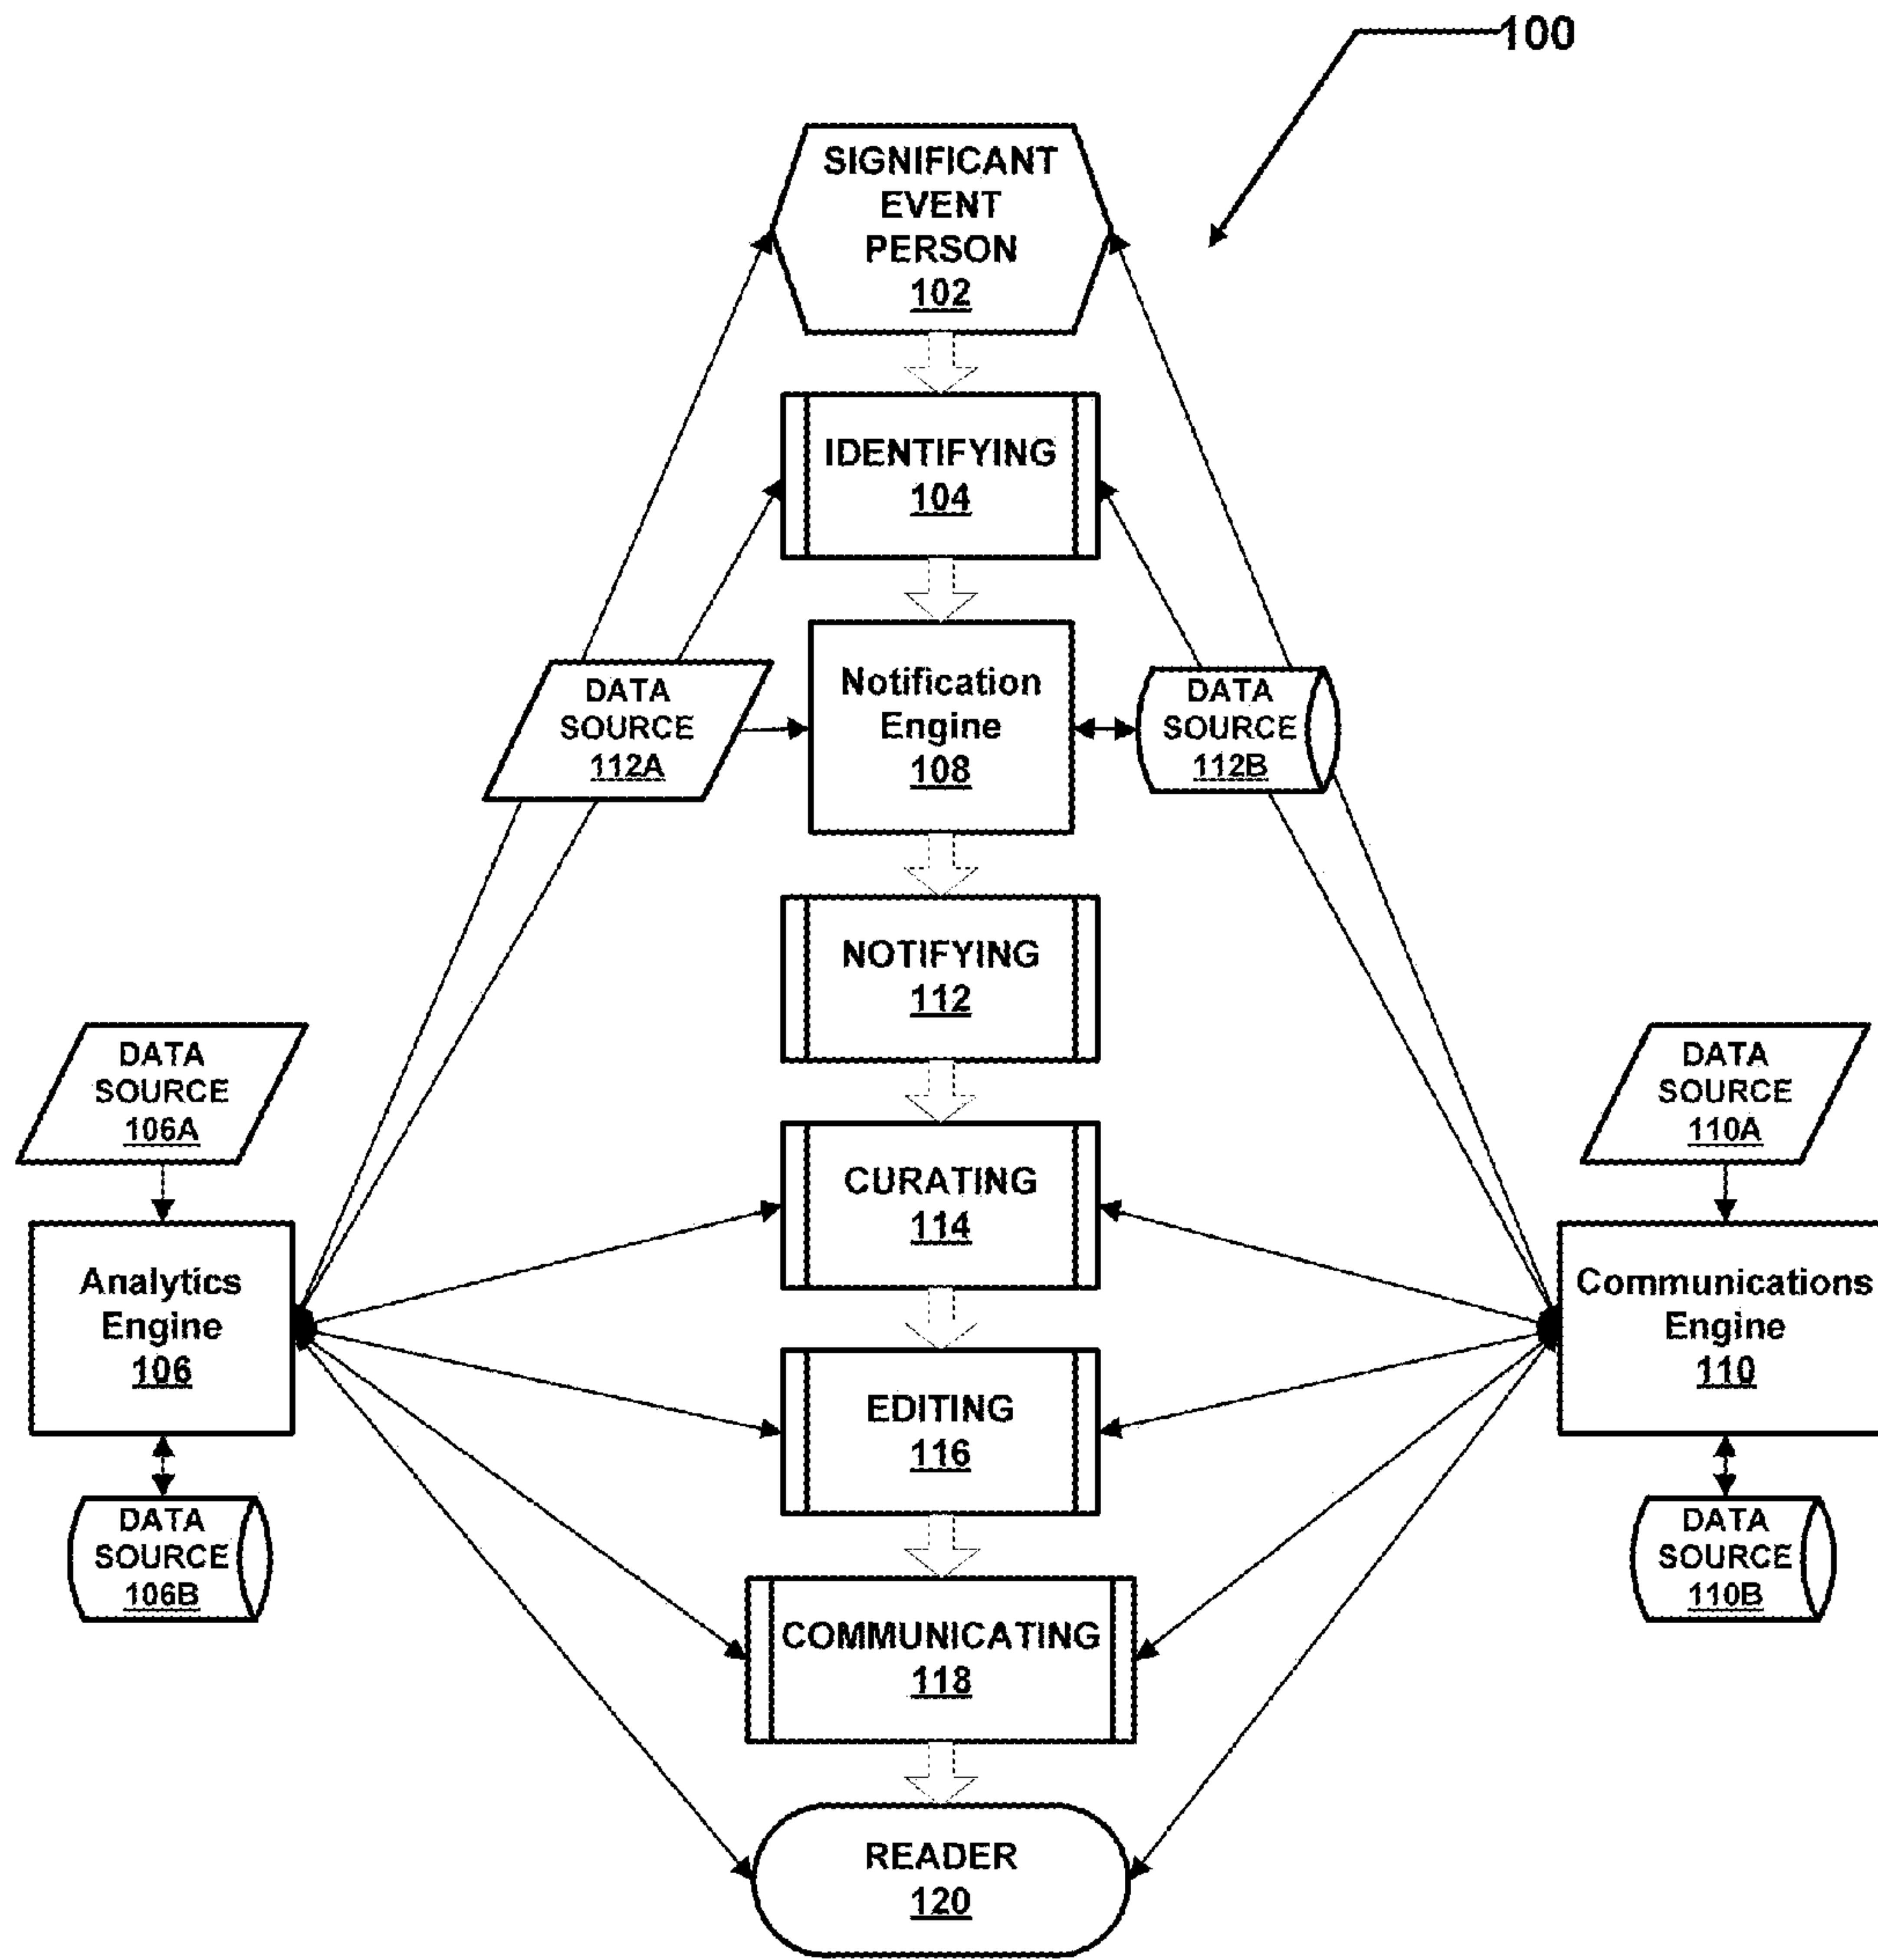 100
SIGNIFICANT
EVENT
PERSON
102
IDENTIFYING
104
DATA
SOURCE
112A
Notification
Engine
108
DATA
SOURCE
112B
NOTIFYING
112
DATA
SOURCE
106A
DATA
SOURCE
110A
CURATING
114
Analytics
Engine
106
Communications
Engine
110
EDITING
116
DATA
SOURCE
106B
DATA
SOURCE
110B
COMMUNICATING
118
READER
120